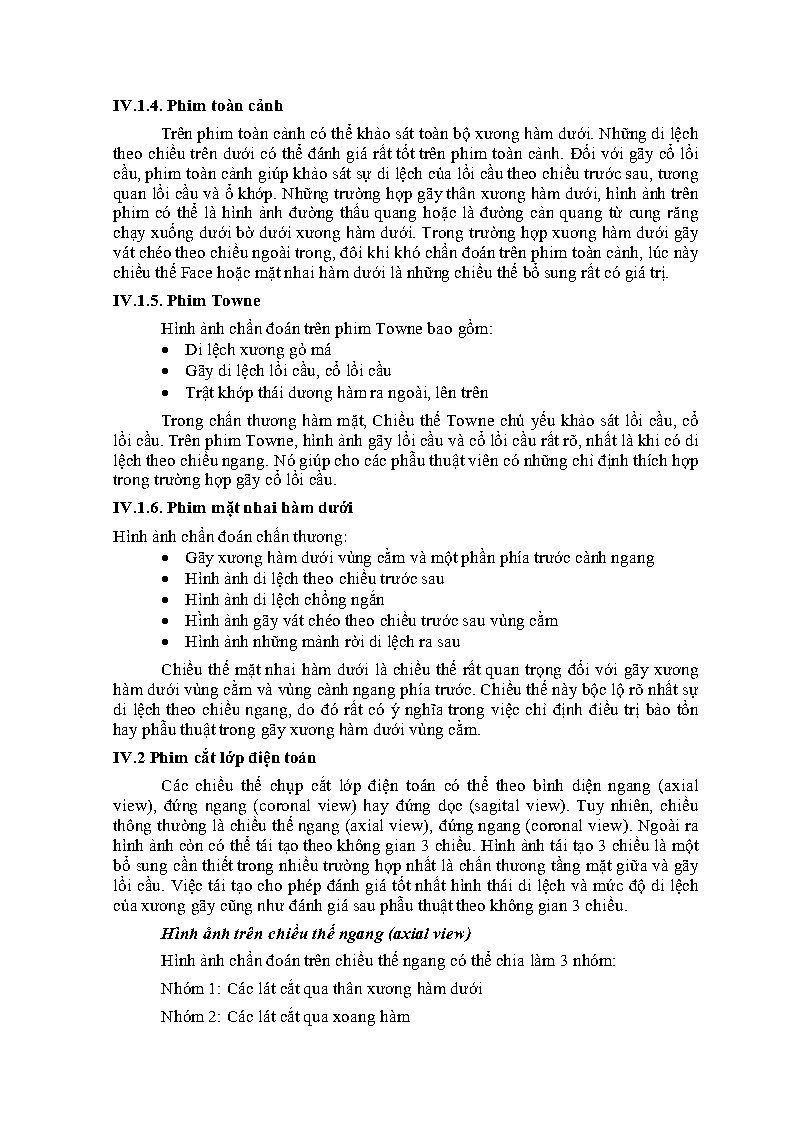 IV.1.4. Phim toàn cảnh
Trên phim toàn cảnh có thể khảo sát toàn bộ xương hàm dưới. Những di lệch
theo chiều trên dưới có thể đánh giá rất tốt trên phim toàn cảnh. Đối với gãy cổ lồi
cầu, phim toàn cảnh giúp khảo sát sự di lệch của lồi cầu theo chiều trước sau, tương
quan lồi cầu và ổ khớp. Những trường hợp gãy thân xương hàm dưới, hình ảnh trên
phim có thể là hình ảnh đường thấu quang hoặc là đường cản quang từ cung răng
chạy xuống dưới bờ dưới xương hàm dưới. Trong trường hợp xuong hàm dưới gãy
vát chéo theo chiều ngoài trong, đôi khi khó chẩn đoán trên phim toàn cảnh, lúc này
chiều thế Face hoặc mặt nhai hàm dưới là những chiều thế bổ sung rất có giá trị.
IV.1.5. Phim Towne
Hình ảnh chẩn đoán trên phim Towne bao gồm:
• Di lệch xương gò má
• Gãy di lệch lồi cầu, cổ lồi cầu
• Trật khớp thái dương hàm ra ngoài, lên trên
Trong chấn thương hàm mặt, Chiều thế Towne chủ yếu khảo sát lồi cầu, cổ
lồi cầu. Trên phim Towne, hình ảnh gãy lồi cầu và cổ lồi cầu rất rõ, nhất là khi có di
lệch theo chiều ngang. Nó giúp cho các phẫu thuật viên có những chỉ định thích hợp
trong trường hợp gãy cổ lồi cầu.
IV.1.6. Phim mặt nhai hàm dưới
Hình ảnh chẩn đoán chấn thương:
• Gãy xương hàm dưới vùng cằm và một phần phía trước cành ngang
• Hình ảnh di lệch theo chiều trước sau
• Hình ảnh di lệch chồng ngắn
• Hình ảnh gãy vát chéo theo chiều trước sau vùng cằm
• Hình ảnh những mảnh rời di lệch ra sau
Chiều thế mặt nhai hàm dưới là chiều thế rất quan trọng đối với gãy xương
hàm dưới vùng cằm và vùng cành ngang phía trước. Chiều thế này bộc lộ rõ nhất sự
di lệch theo chiều ngang, do đó rất có ý nghĩa trong việc chỉ định điều trị bảo tồn
hay phẫu thuật trong gãy xương hàm dưới vùng cằm.
IV.2 Phim cắt lớp điện toán
Các chiều thế chụp cắt lớp điện toán có thể theo bình diện ngang (axial
view), đứng ngang (coronal view) hay đứng dọc (sagital view). Tuy nhiên, chiều
thông thường là chiều thế ngang (axial view), đứng ngang (coronal view). Ngoài ra
hình ảnh còn có thể tái tạo theo không gian 3 chiều. Hình ảnh tái tạo 3 chiều là một
bổ sung cần thiết trong nhiều trường hợp nhất là chấn thương tầng mặt giữa và gãy
lồi cầu. Việc tái tạo cho phép đánh giá tốt nhất hình thái di lệch và mức độ di lệch
của xương gãy cũng như đánh giá sau phẫu thuật theo không gian 3 chiều.
Hình ảnh trên chiều thế ngang (axial view)
Hình ảnh chẩn đoán trên chiều thế ngang có thể chia làm 3 nhóm:
Nhóm 1: Các lát cắt qua thân xương hàm dưới
Nhóm 2: Các lát cắt qua xoang hàm